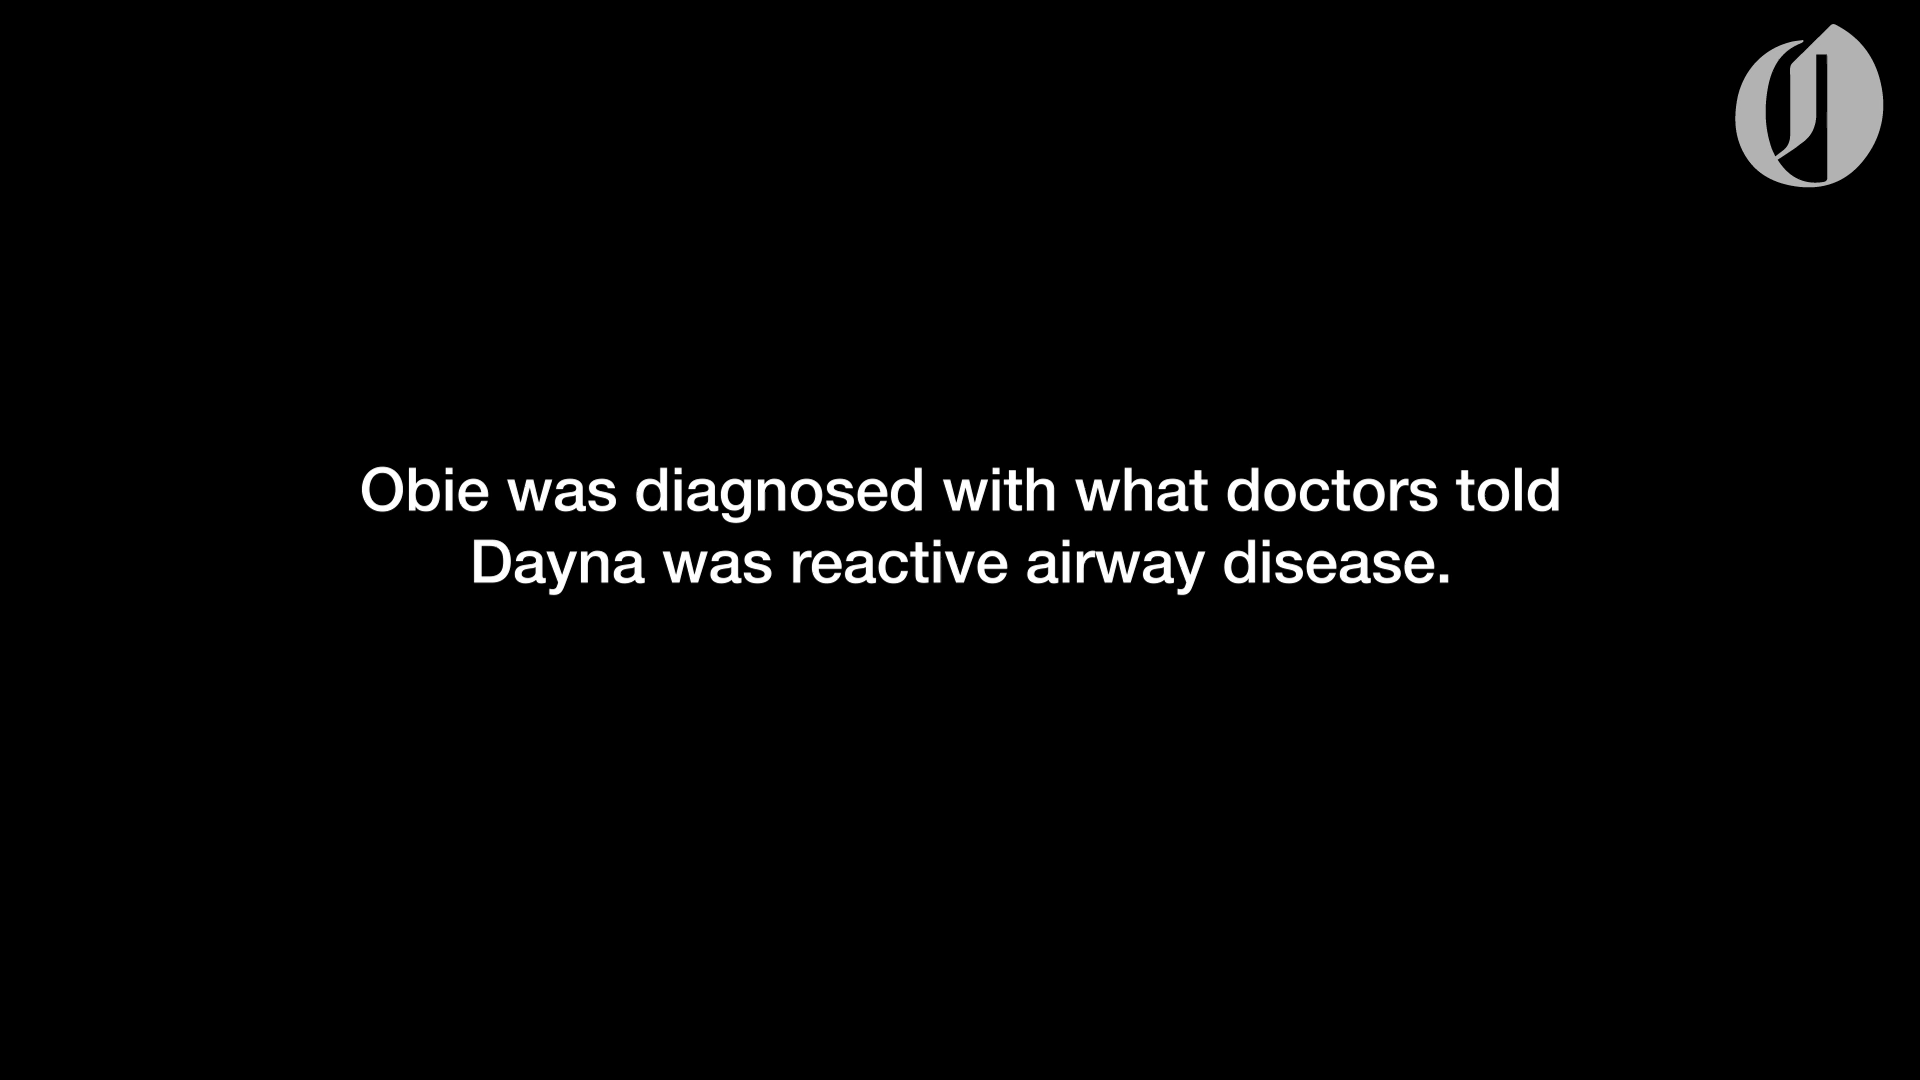 Obie was diagnosed with what doctors told
Dayna was reactive airway disease.